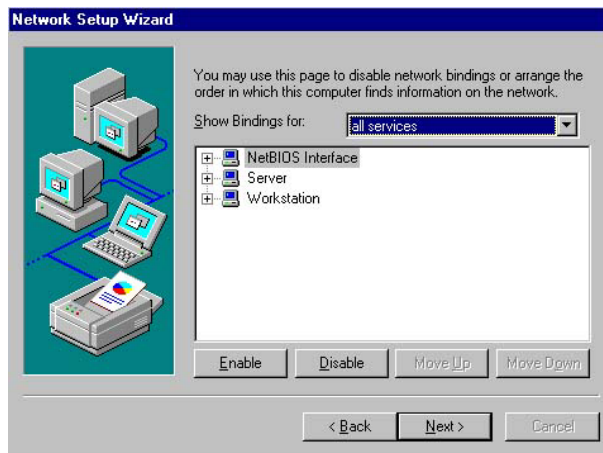 Network Setup Wizard
You may use this page to disable network bindings or arrange the
order in which this computer finds information on the network.
Show Bindings for: all services
NetBIOS Interface
Server
Workstation
Enable Disable Move Up Move Down
< Back Next > Cancel